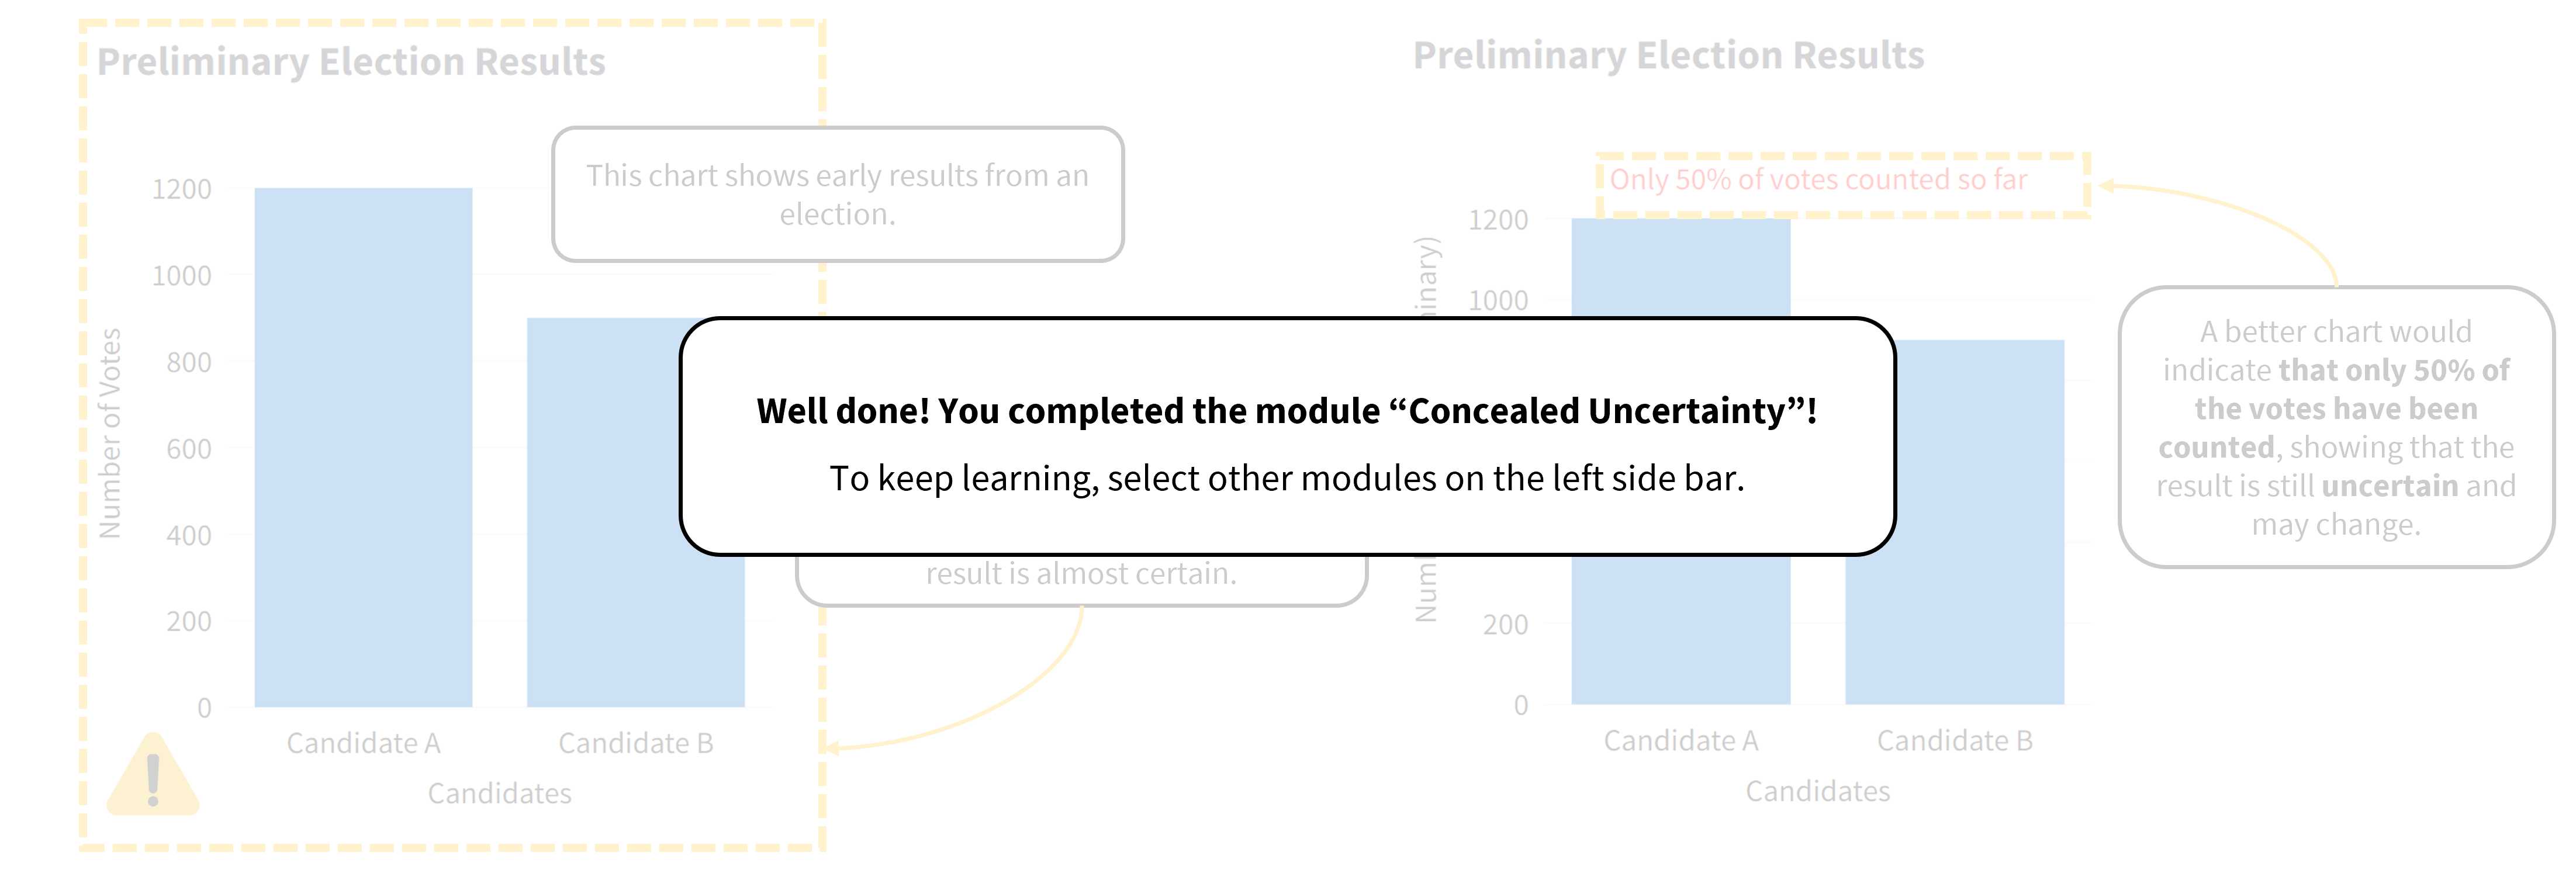 Preliminary Election Results
This chart shows early results from an
election.
1200
1000
800
600
400
200
0
Number of Votes
Candidate A
Candidate B
Candidates
result is almost certain.
Well done! You completed the module “Concealed Uncertainty”!
To keep learning, select other modules on the left side bar.
Preliminary Election Results
Only 50% of votes counted so far
1200
1000
200
0
Candidate A
Candidate B
Candidates
A better chart would
indicate that only 50% of
the votes have been
counted, showing that the
result is still uncertain and
may change.